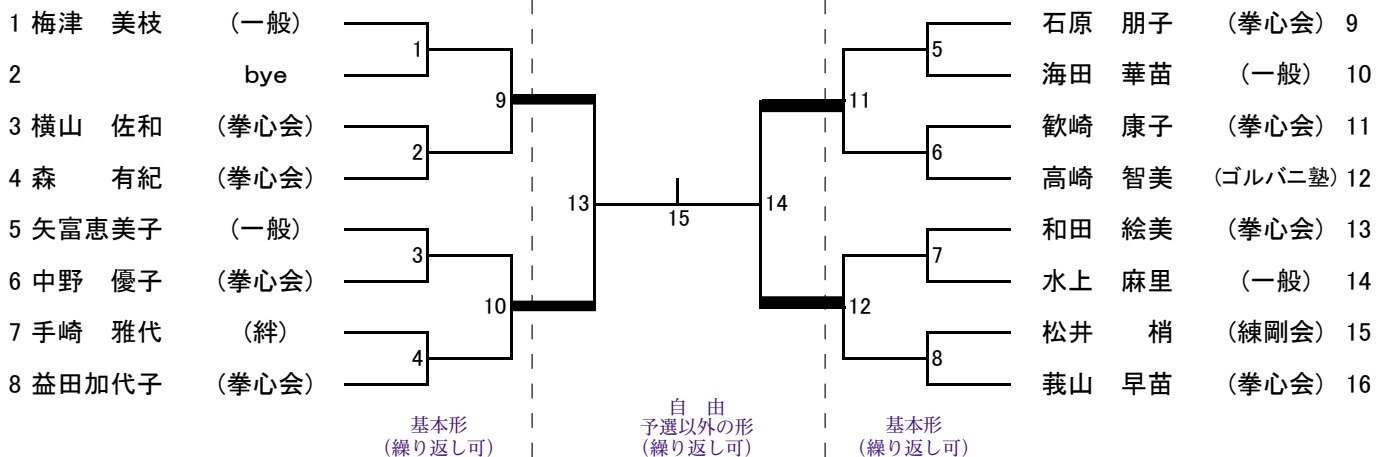 1 梅津　美枝　(一般)
2　bye
3 横山　佐和　(拳心会)
4 森　　有紀　(拳心会)
5 矢富恵美子　(一般)
6 中野　優子　(拳心会)
7 手崎　雅代　(絆)
8 益田加代子　(拳心会)
1
2
3
4
9
10
13
15
14
11
12
5
6
7
8
石原　朋子　(拳心会) 9
海田　華苗　(一般) 10
歓崎　康子　(拳心会) 11
高崎　智美　(ゴルバニ塾) 12
和田　絵美　(拳心会) 13
水上　麻里　(一般) 14
松井　　梢　(練剛会) 15
莪山　早苗　(拳心会) 16
基本形
(繰り返し可)
自　由
予選以外の形
(繰り返し可)
基本形
(繰り返し可)